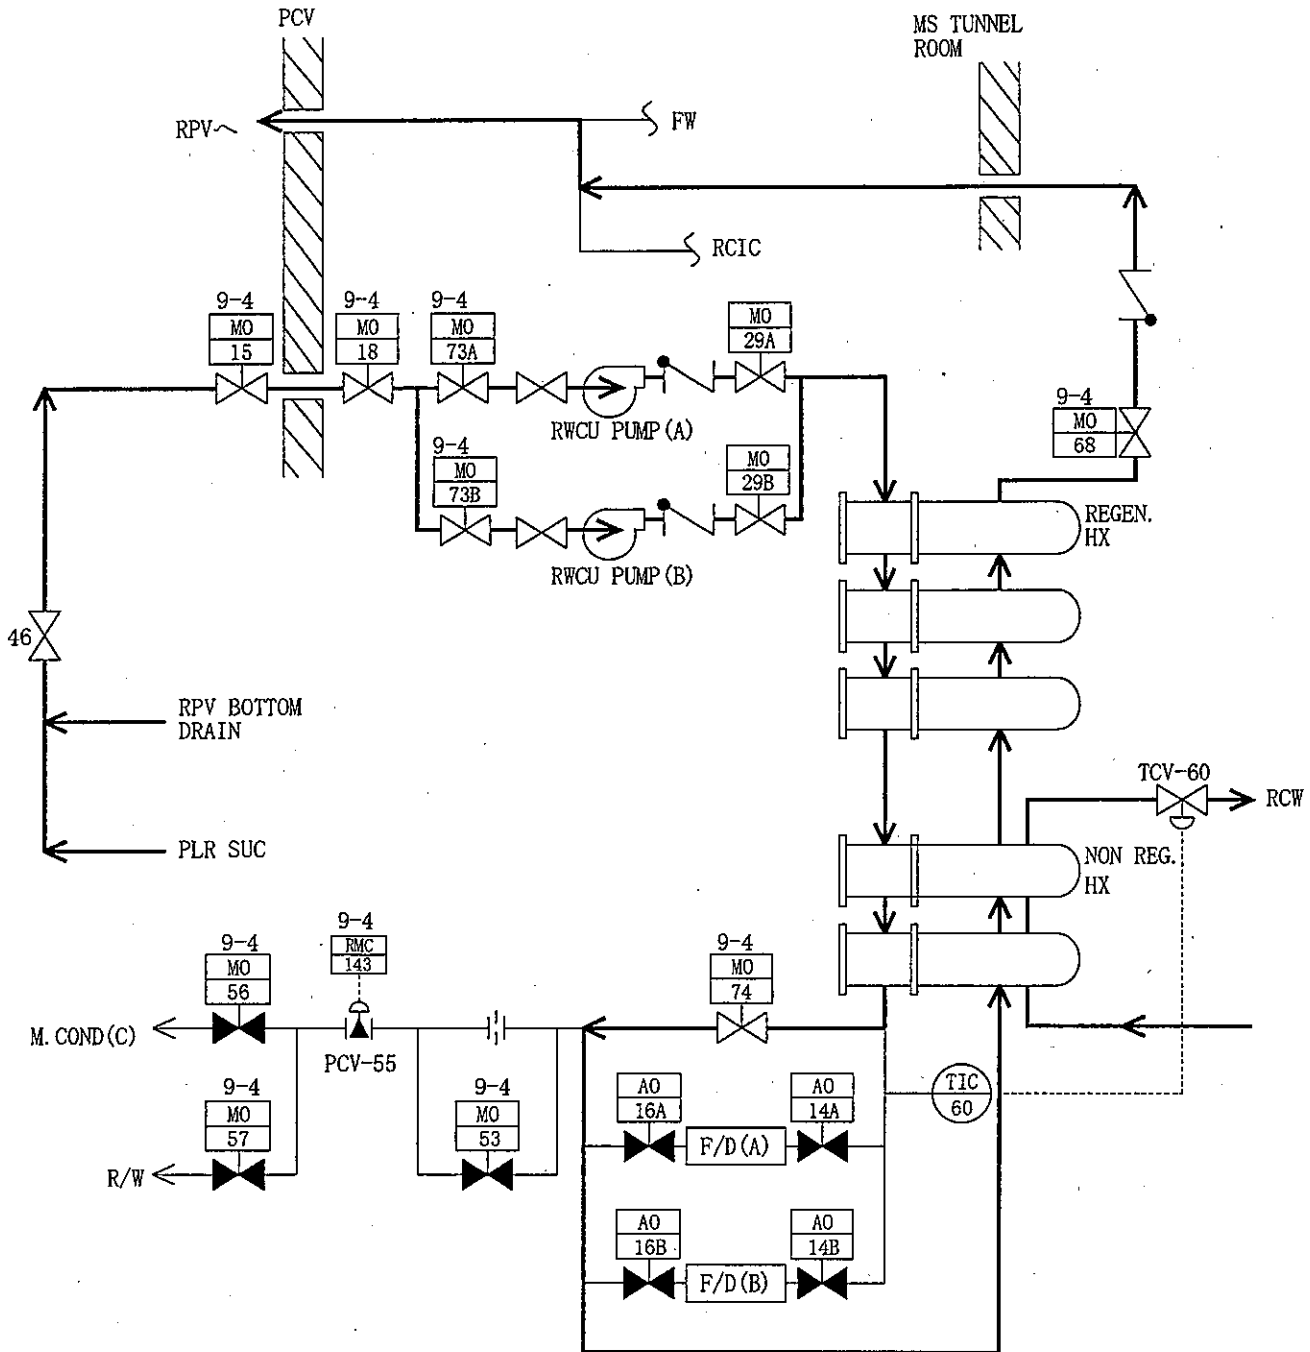 PCV
MS TUNNEL
ROOM
RPV
FW
RCIC
9-4
MO
15
9-4
MO
18
9-4
MO
73A
MO
29A
RWCU PUMP(A)
9-4
MO
68
9-4
MO
73B
MO
29B
RWCU PUMP(B)
REGEN.
HX
46
RPV BOTTOM
DRAIN
TCV-60
RCW
PLR SUC
NON REG.
HX
9-4
MO
56
9-4
RMC
143
9-4
MO
74
M. COND(C)
PCV-55
9-4
MO
57
9-4
MO
53
AO
16A
AO
14A
TIC
60
F/D(A)
R/W
AO
16B
AO
14B
F/D(B)